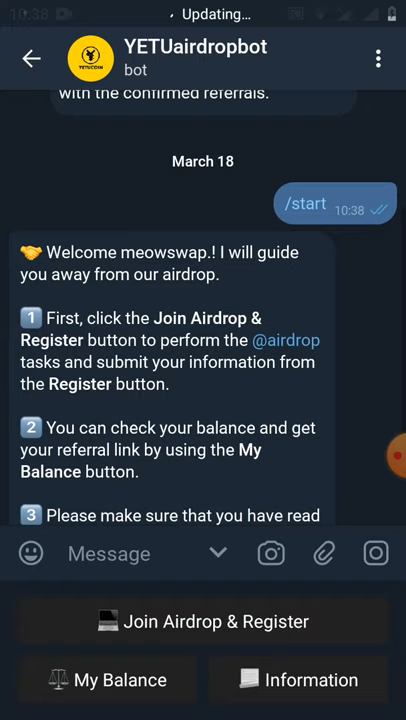 10:38
Updating...
YETUairdropbot
bot
YETUCOIN
with the confirmed referrals.
March 18
/start 10:38
🤝 Welcome meowswap.! I will guide
you away from our airdrop.
1️⃣ First, click the Join Airdrop &
Register button to perform the @airdrop
tasks and submit your information from
the Register button.
2️⃣ You can check your balance and get
your referral link by using the My
Balance button.
3️⃣ Please make sure that you have read
Message
💻 Join Airdrop & Register
⚖️ My Balance
📃 Information